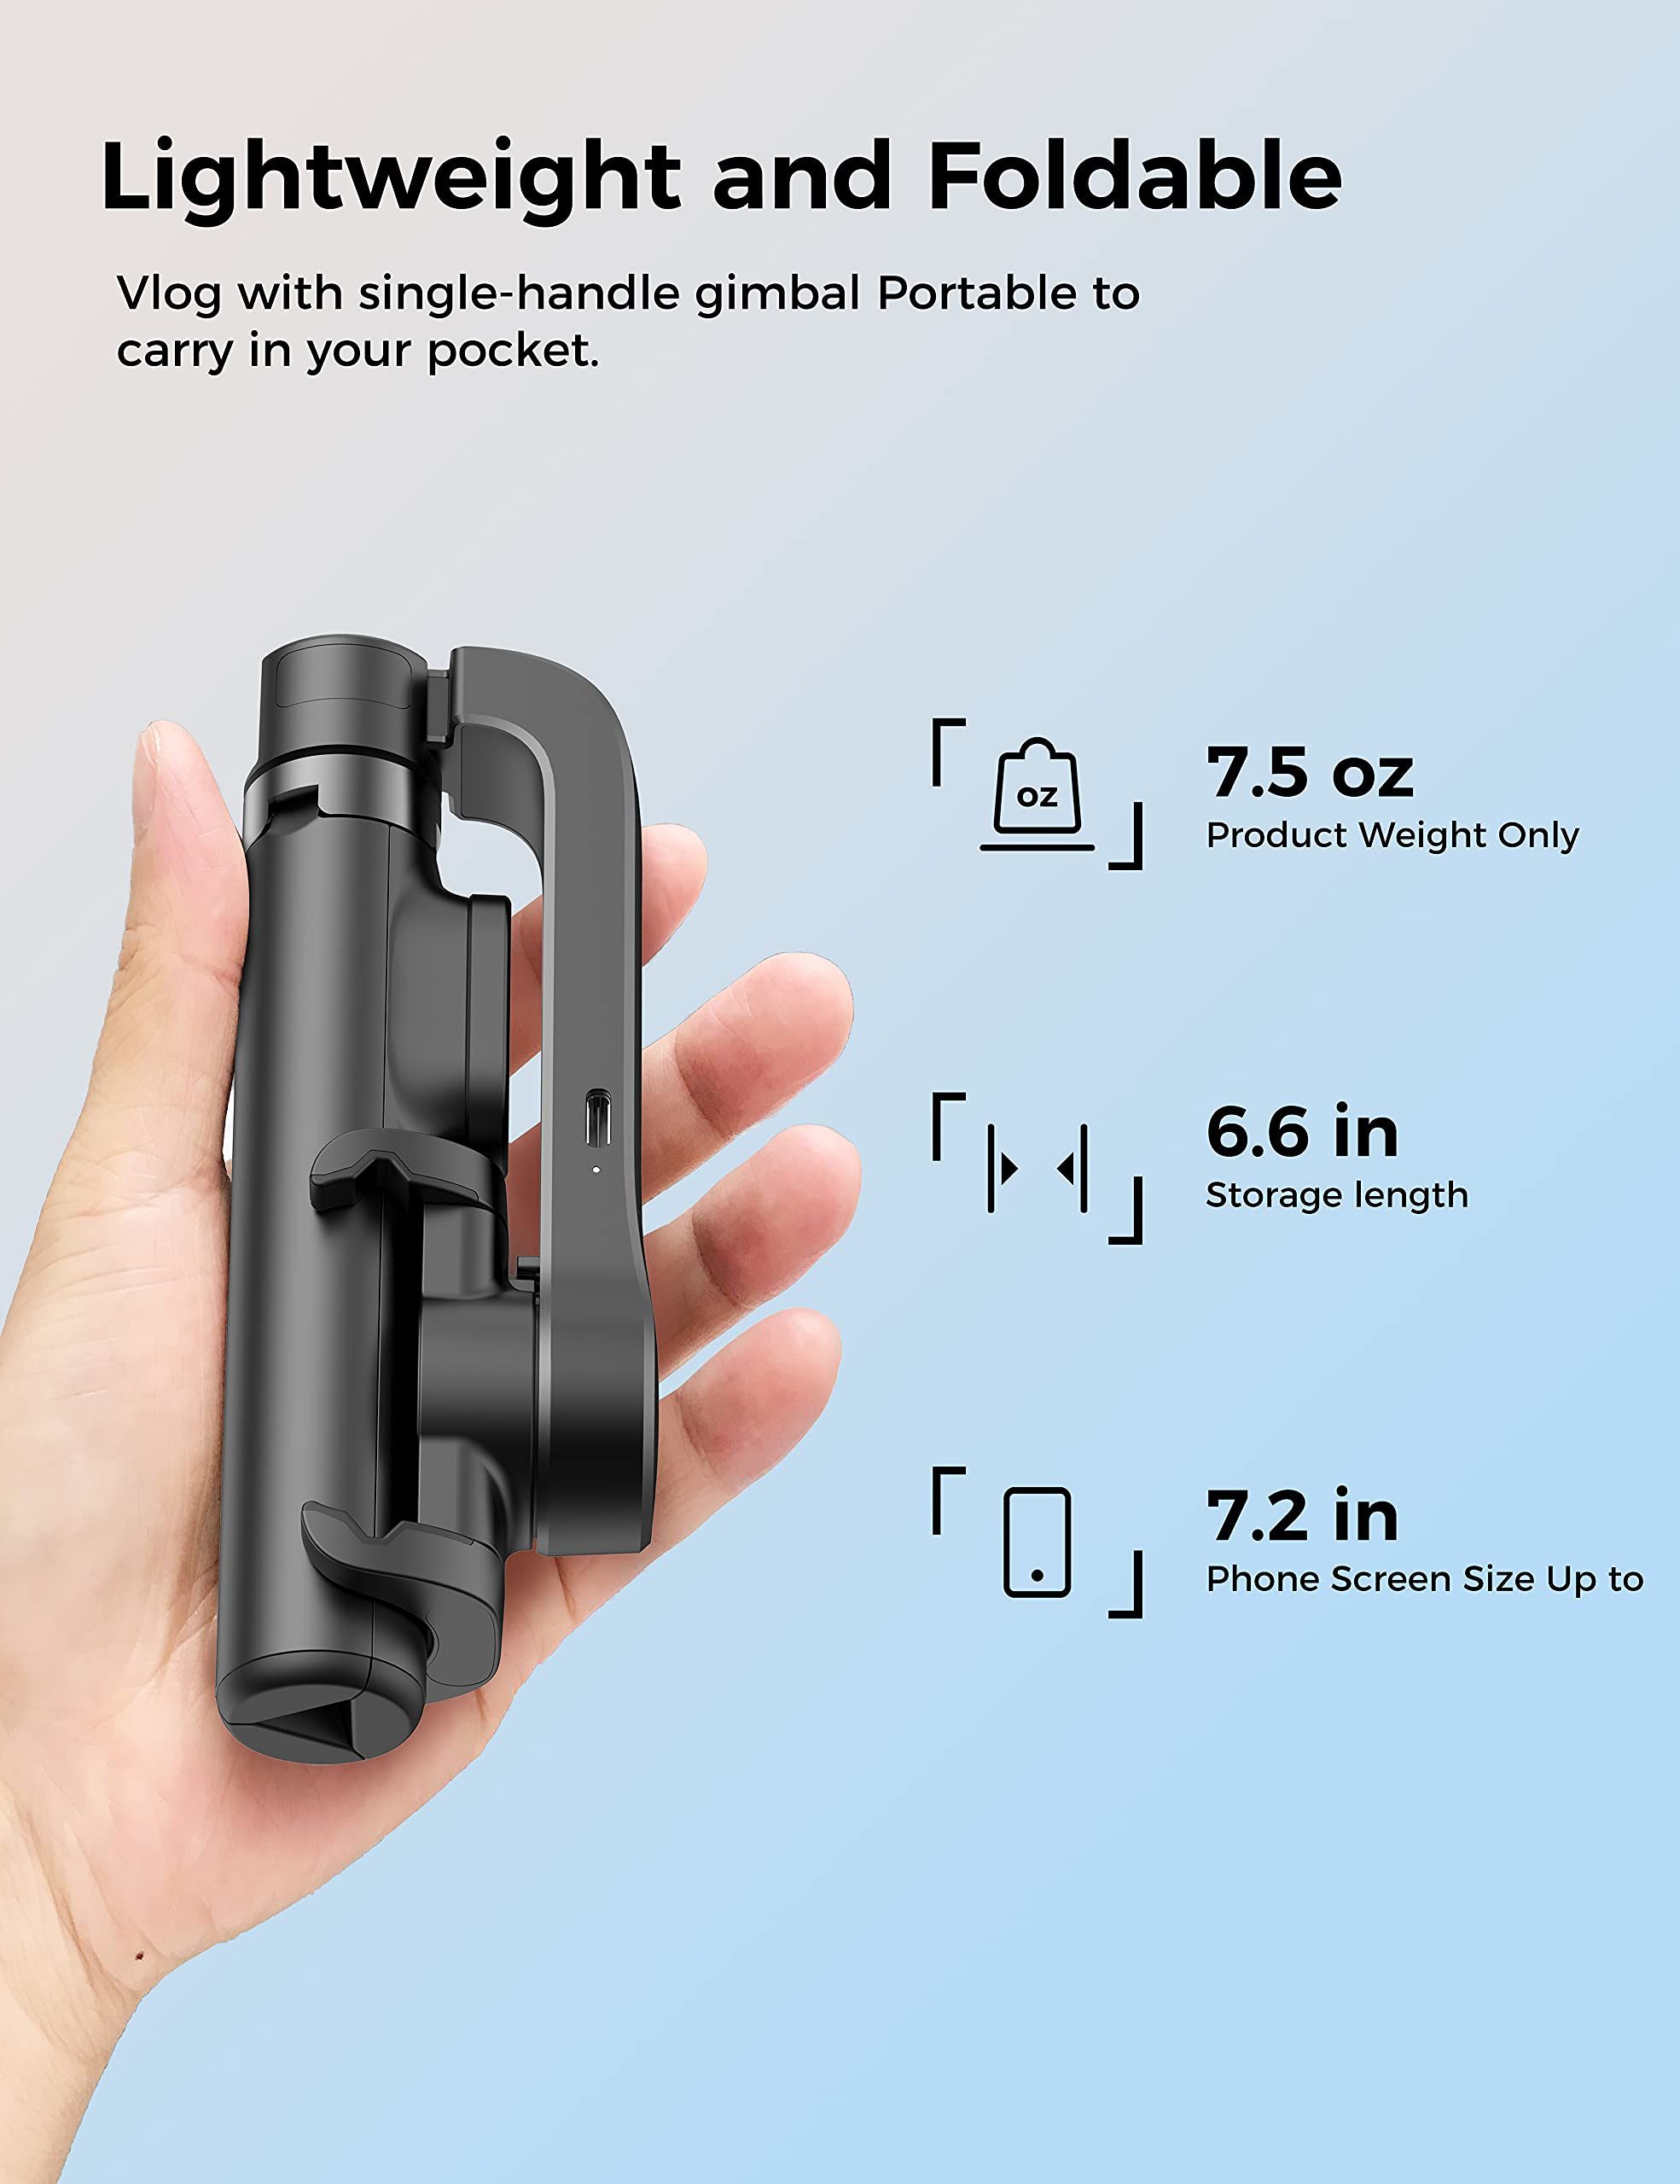 Lightweight and Foldable
Vlog with single-handle gimbal Portable to
carry in your pocket.
oz
7.5 oz
Product Weight Only
6.6 in
Storage length
7.2 in
Phone Screen Size Up to